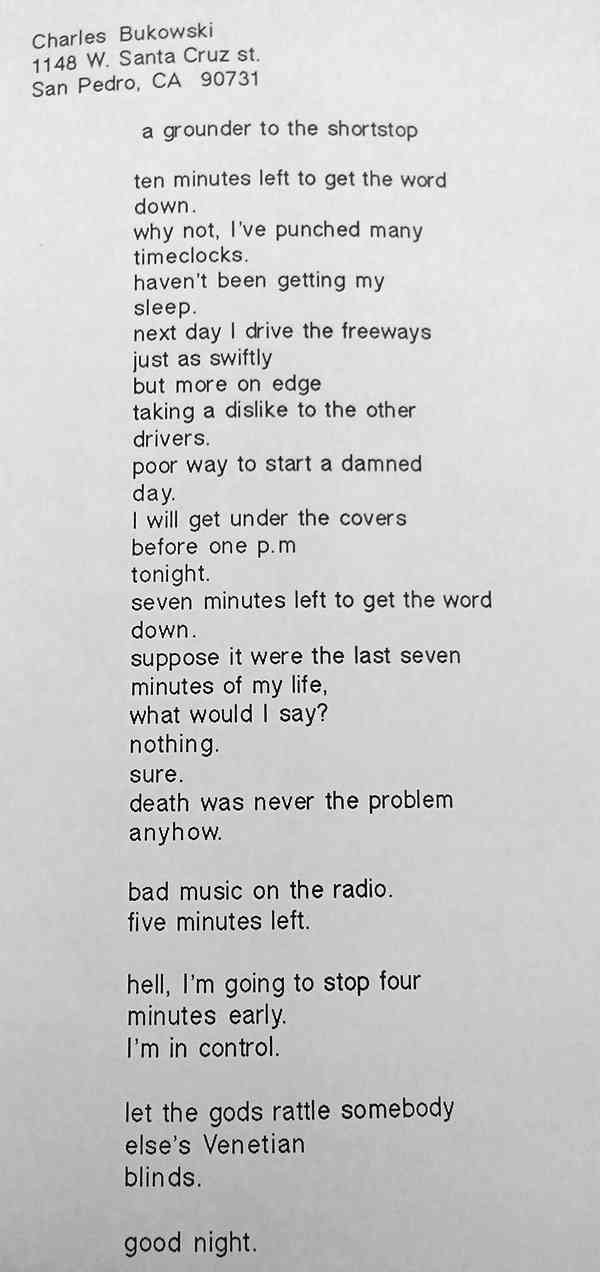 Charles Bukowski
1148 W. Santa Cruz st.
San Pedro, CA 90731
a grounder to the shortstop
ten minutes left to get the word
down.
why not, I've punched many
timeclocks.
haven't been getting my
sleep.
next day I drive the freeways
just as swiftly
but more on edge
taking a dislike to the other
drivers.
poor way to start a damned
day.
I will get under the covers
before one p.m
tonight.
seven minutes left to get the word
down.
suppose it were the last seven
minutes of my life,
what would I say?
nothing.
sure.
death was never the problem
anyhow.
bad music on the radio.
five minutes left.
hell, I'm going to stop four
minutes early.
I'm in control.
let the gods rattle somebody
else's Venetian
blinds.
good night.